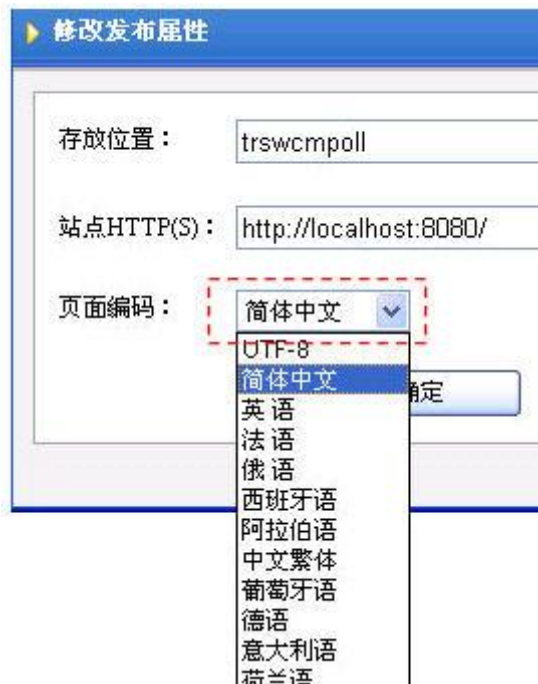 修改发布属性
存放位置：
trswcmpoll
站点HTTP(S)：
http://localhost:8080/
页面编码：
简体中文
UTF-8
简体中文
英语
法语
俄语
西班牙语
阿拉伯语
中文繁体
葡萄牙语
德语
意大利语
荷兰语
确定